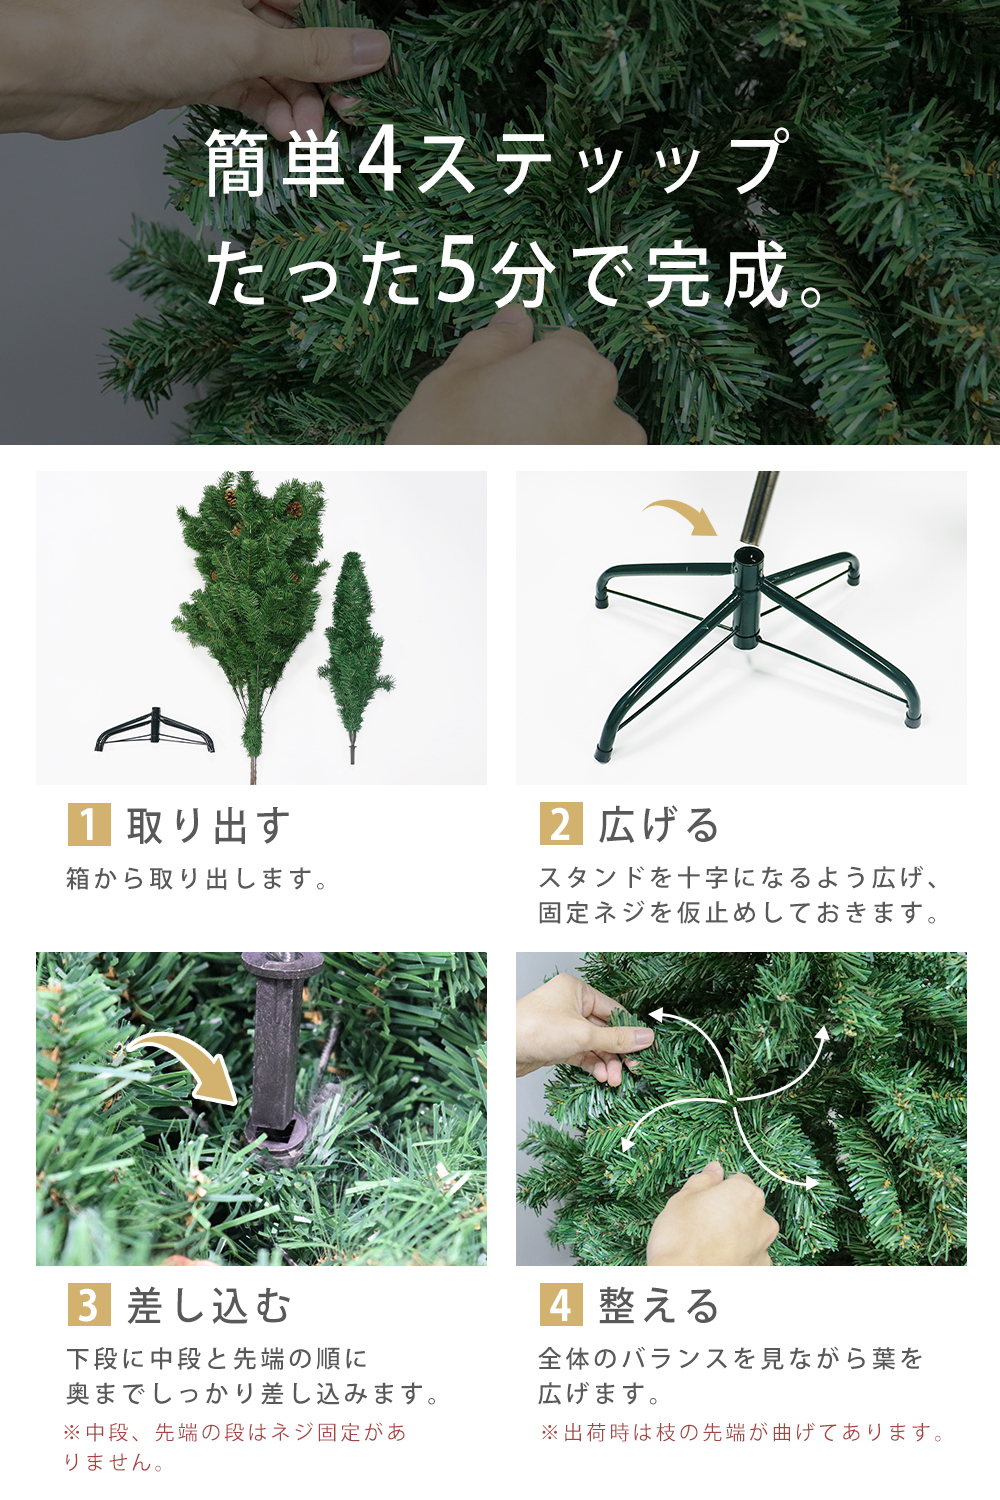 簡単4ステップ
たった5分で完成。
1 取り出す
箱から取り出します。
2 広げる
スタンドを十字になるよう広げ、
固定ネジを仮止めしておきます。
3 差し込む
下段に中段と先端の順に
奥までしっかり差し込みます。
※中段、先端の段はネジ固定があ
りません。
4 整える
全体のバランスを見ながら葉を
広げます。
※出荷時は枝の先端が曲げてあります。